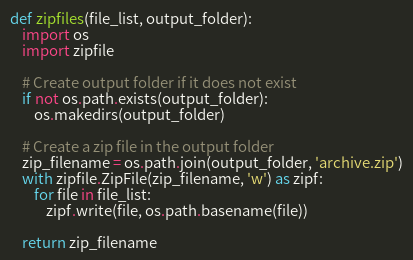 def zipfiles(file_list, output_folder):
    import os
    import zipfile

    # Create output folder if it does not exist
    if not os.path.exists(output_folder):
        os.makedirs(output_folder)

    # Create a zip file in the output folder
    zip_filename = os.path.join(output_folder, 'archive.zip')
    with zipfile.ZipFile(zip_filename, 'w') as zipf:
        for file in file_list:
            zipf.write(file, os.path.basename(file))

    return zip_filename